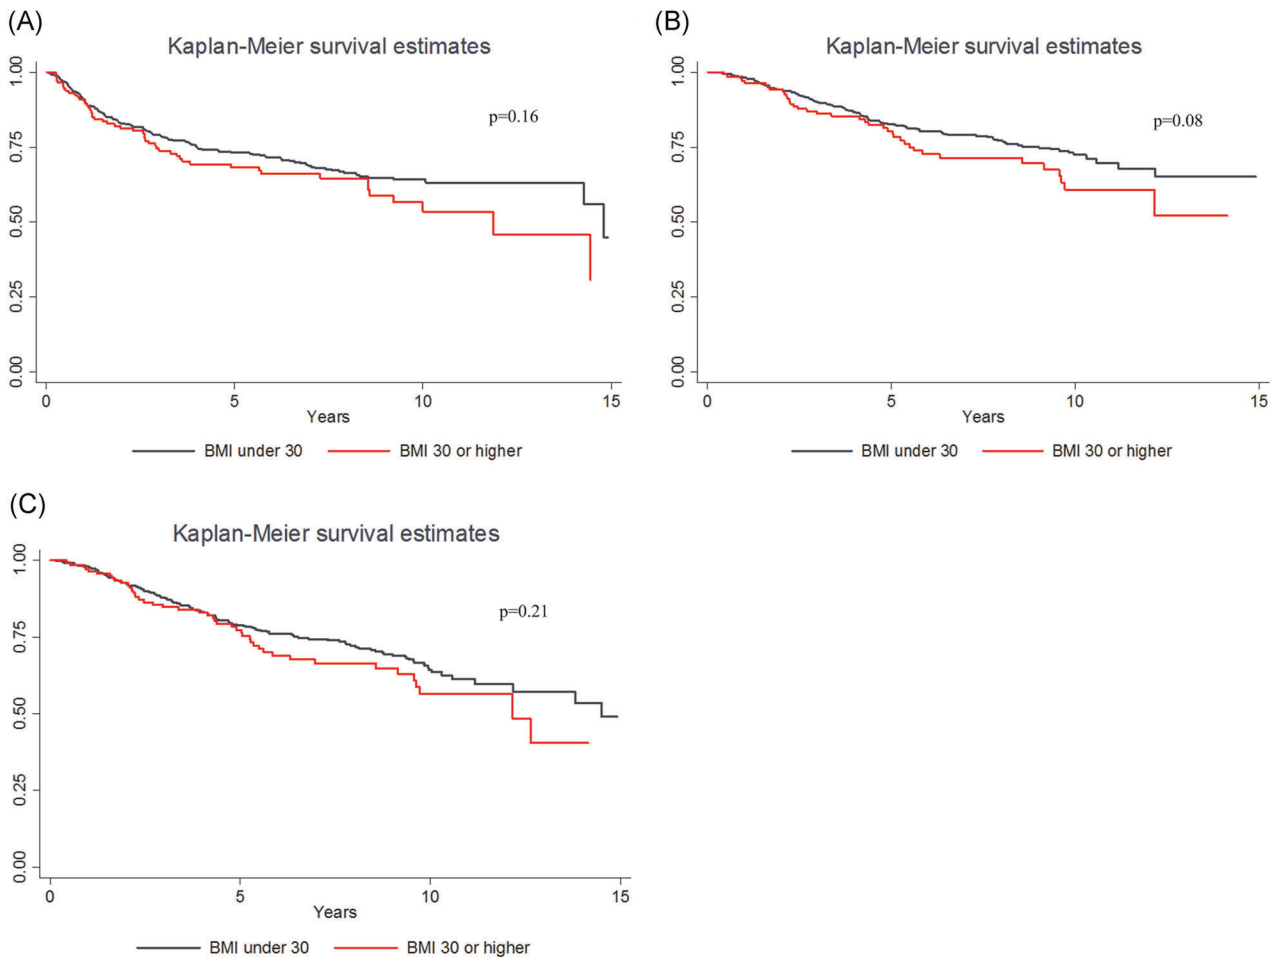 (A)
Kaplan-Meier survival estimates
1.00
0.75
0.50
0.25
0.00
p=0.16
0 5 10 15
Years
BMI under 30 BMI 30 or higher
(B)
Kaplan-Meier survival estimates
1.00
0.75
0.50
0.25
0.00
p=0.08
0 5 10 15
Years
BMI under 30 BMI 30 or higher
(C)
Kaplan-Meier survival estimates
1.00
0.75
0.50
0.25
0.00
p=0.21
0 5 10 15
Years
BMI under 30 BMI 30 or higher